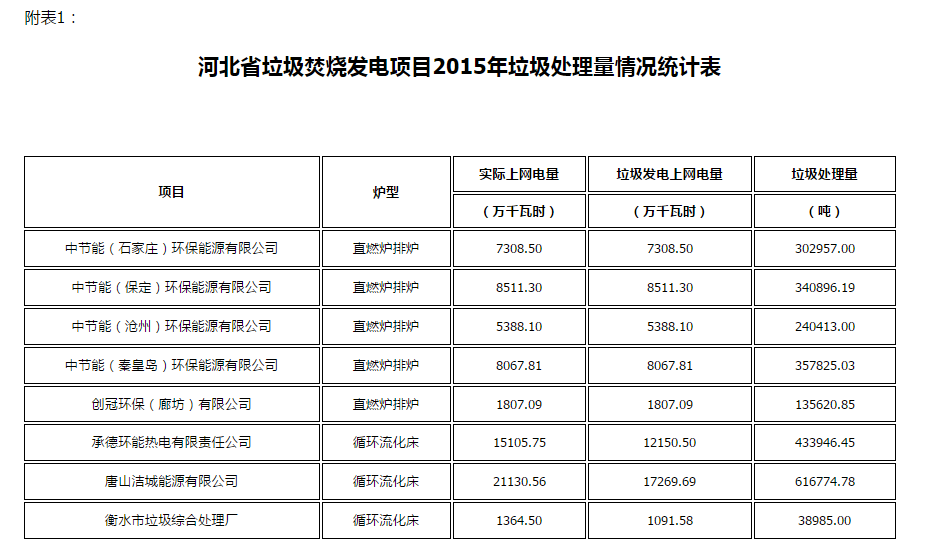 附表1：
河北省垃圾焚烧发电项目2015年垃圾处理量情况统计表
项目 炉型 实际上网电量 垃圾发电上网电量 垃圾处理量
（万千瓦时） （万千瓦时） （吨）
中节能（石家庄）环保能源有限公司 直燃炉排炉 7308.50 7308.50 302957.00
中节能（保定）环保能源有限公司 直燃炉排炉 8511.30 8511.30 340896.19
中节能（沧州）环保能源有限公司 直燃炉排炉 5388.10 5388.10 240413.00
中节能（秦皇岛）环保能源有限公司 直燃炉排炉 8067.81 8067.81 357825.03
创冠环保（廊坊）有限公司 直燃炉排炉 1807.09 1807.09 135620.85
承德环能热电有限责任公司 循环流化床 15105.75 12150.50 433946.45
唐山洁城能源有限公司 循环流化床 21130.56 17269.69 616774.78
衡水市垃圾综合处理厂 循环流化床 1364.50 1091.58 38985.00